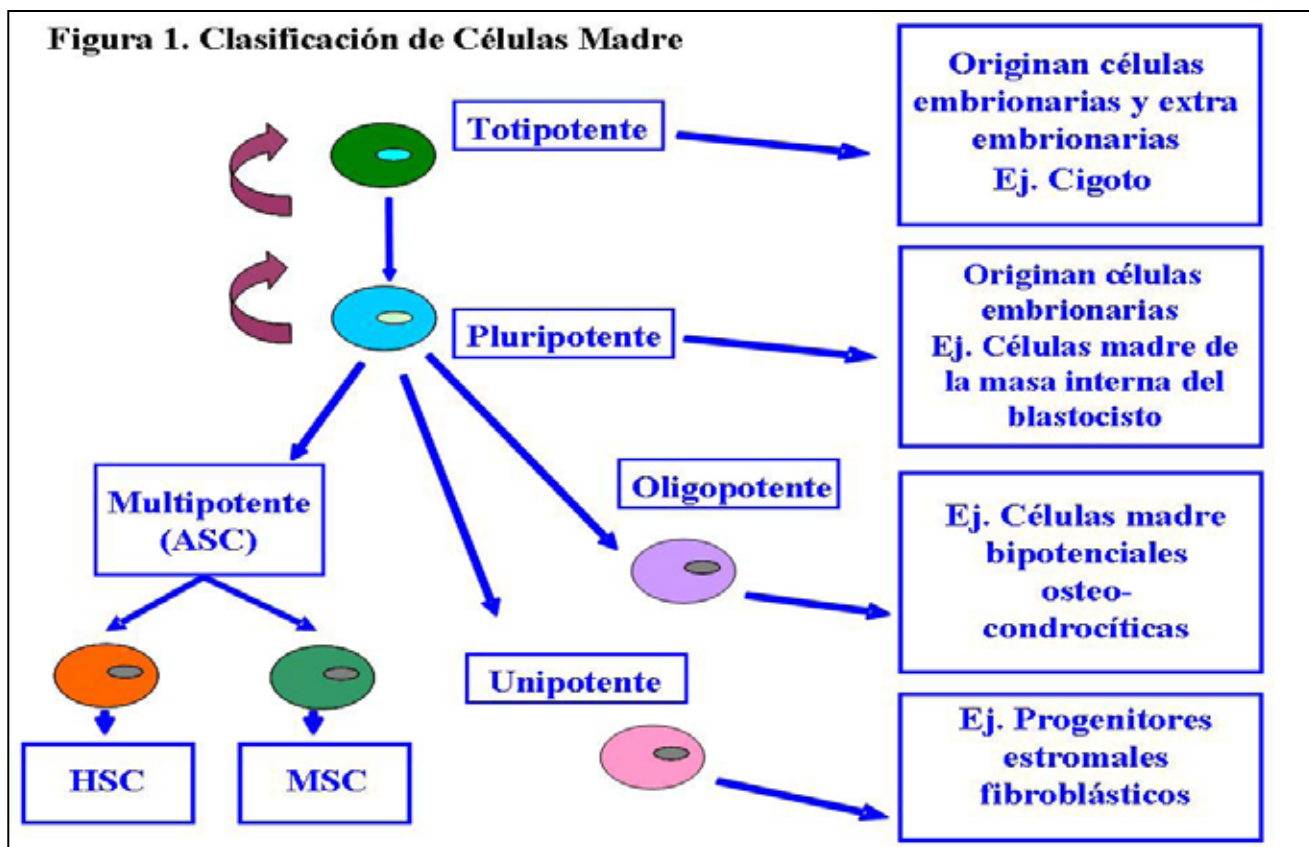 Figura 1. Clasificación de Células Madre
Totipotente
Originan células
embrionarias y extra
embrionarias
Ej. Cigoto
Pluripotente
Originan células
embrionarias
Ej. Células madre de
la masa interna del
blastocisto
Multipotente
(ASC)
Oligopotente
Ej. Células madre
bipotenciales
osteo-
condrocíticas
HSC
MSC
Unipotente
Ej. Progenitores
estromales
fibroblásticos